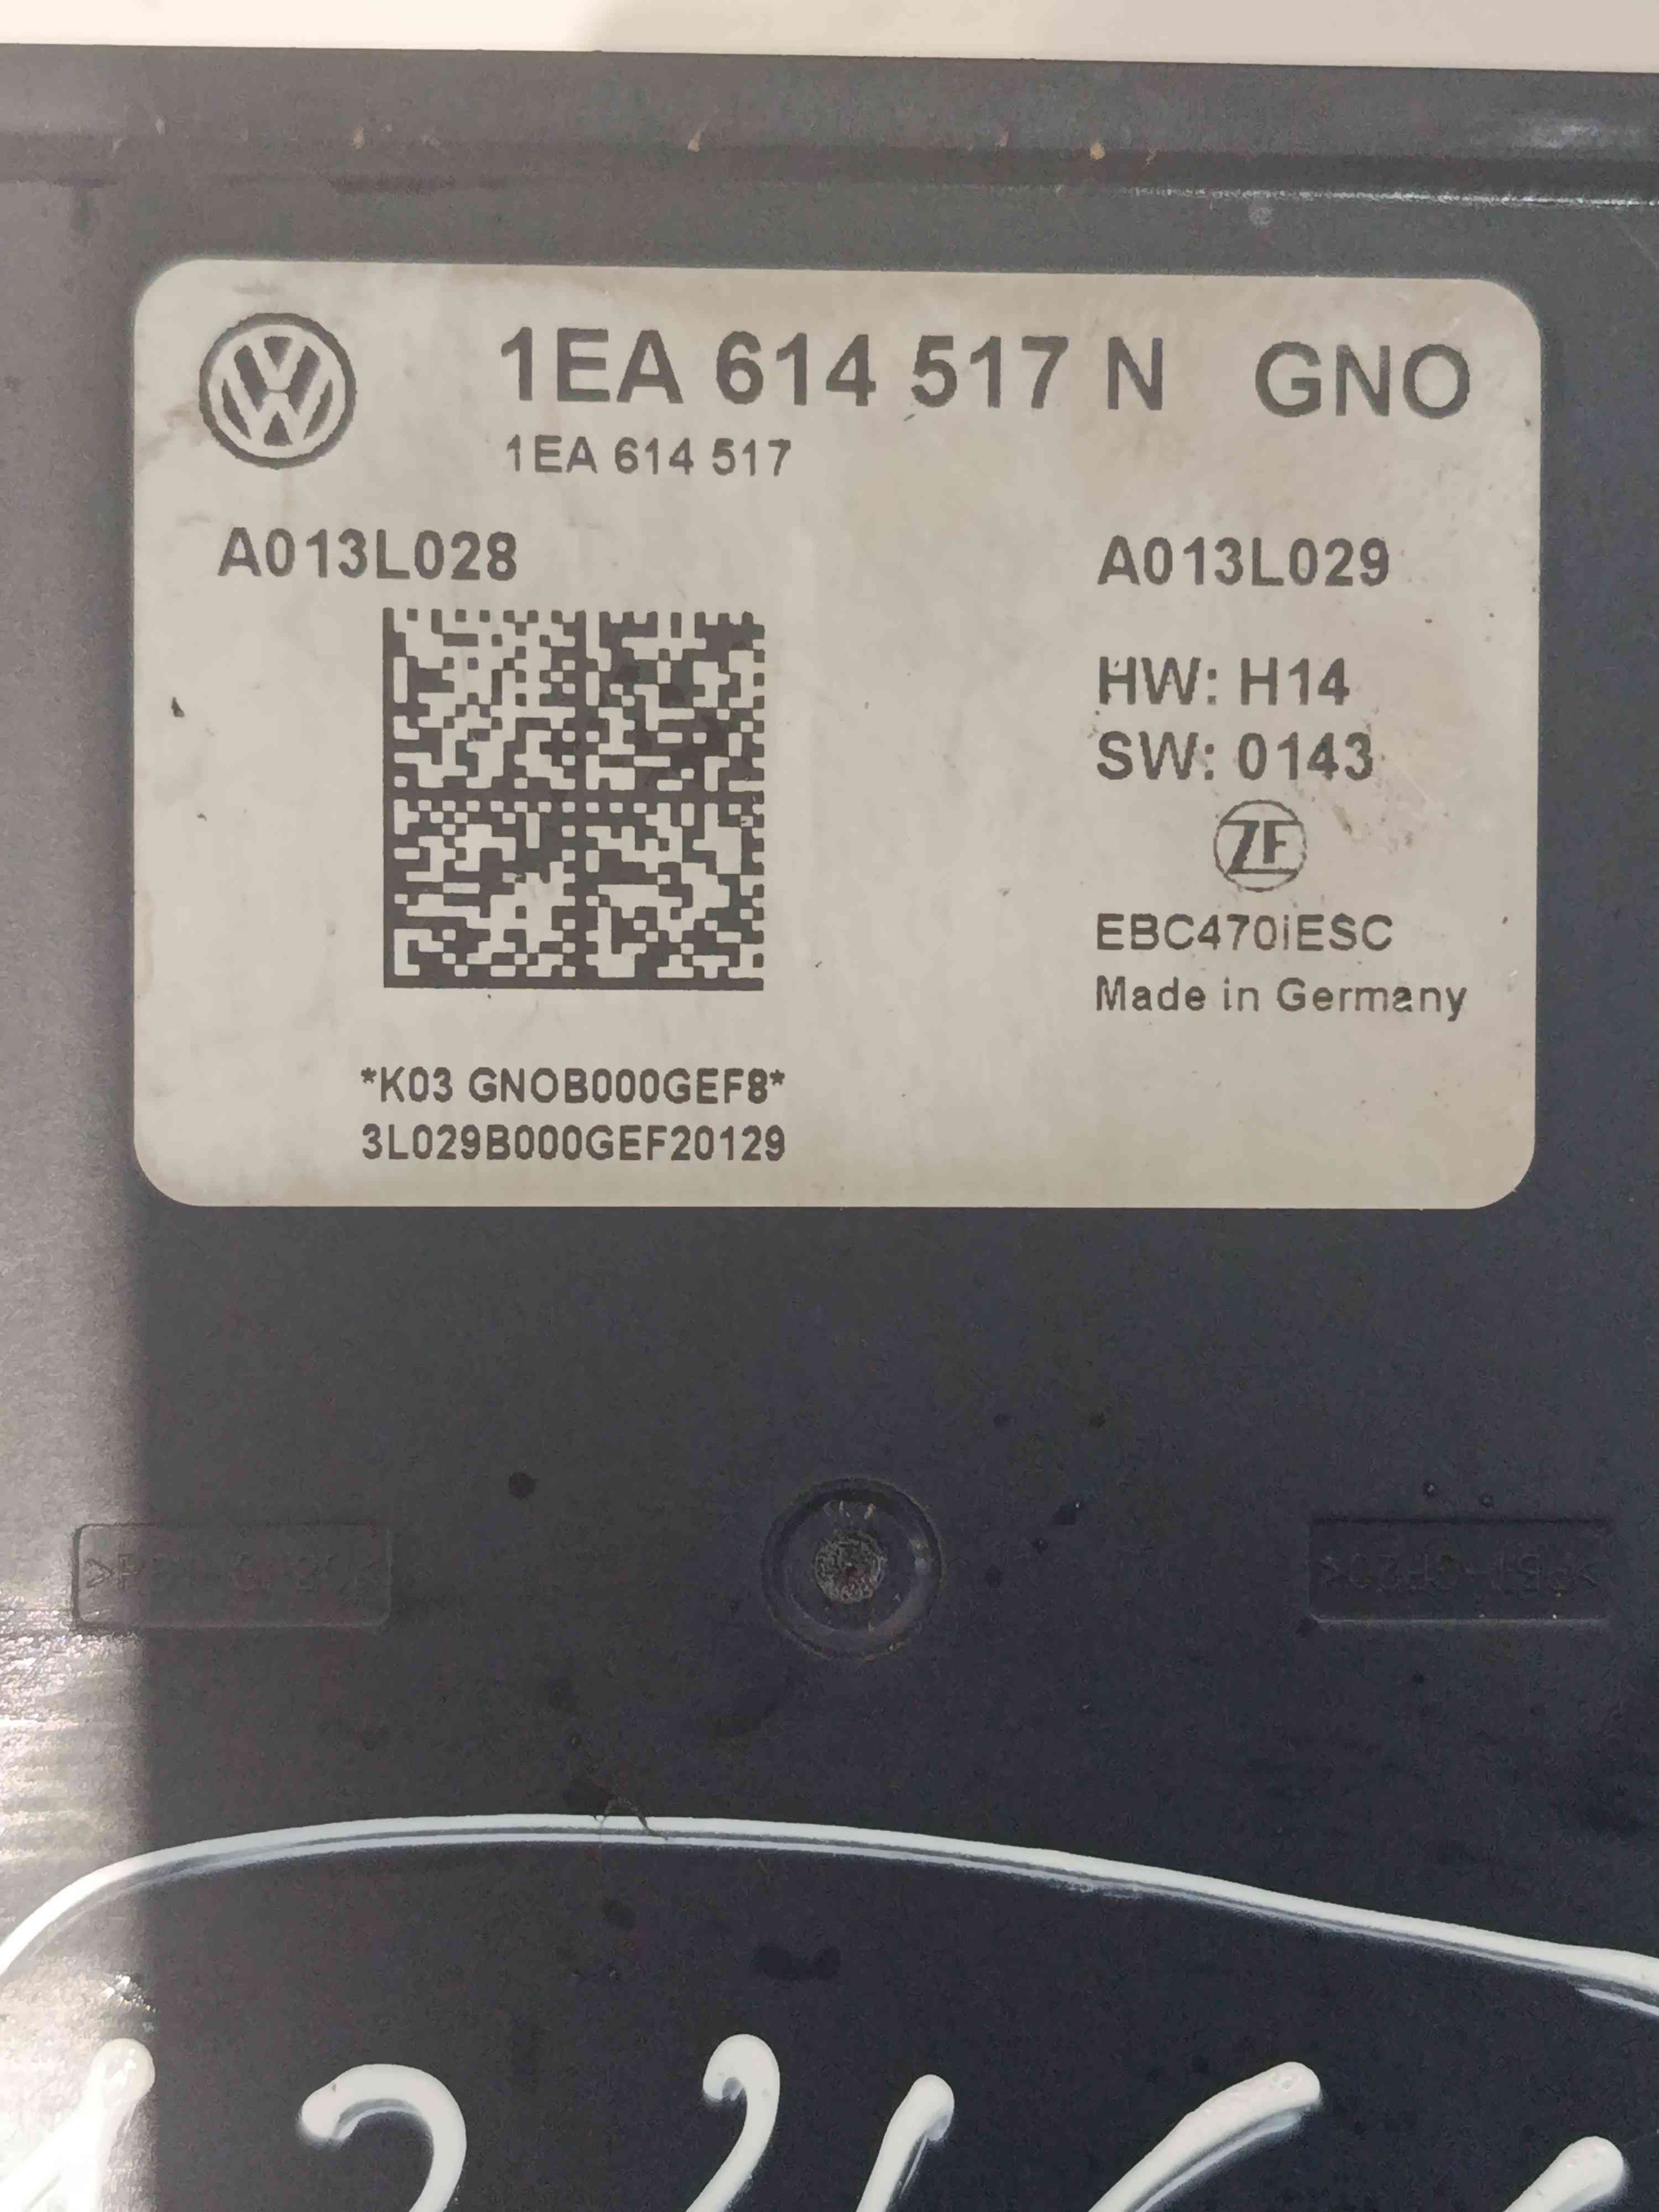 1EA 614 517 N GNO
1EA 614 517
A013L028 A013L029
HW: H14
SW: 0143
ZF
EBC470iESC
Made in Germany
*K03 GNOB000GEF8*
3L029B000GEF20129